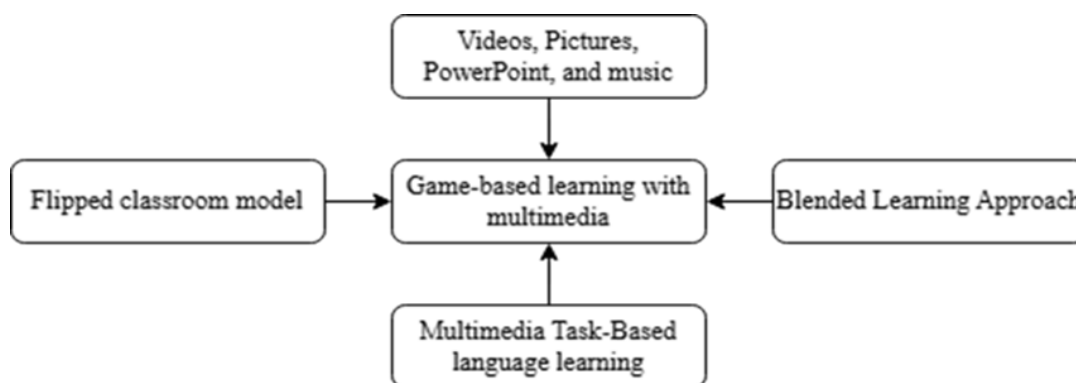 Videos, Pictures,
PowerPoint, and music
Flipped classroom model
Game-based learning with
multimedia
Blended Learning Approach
Multimedia Task-Based
language learning